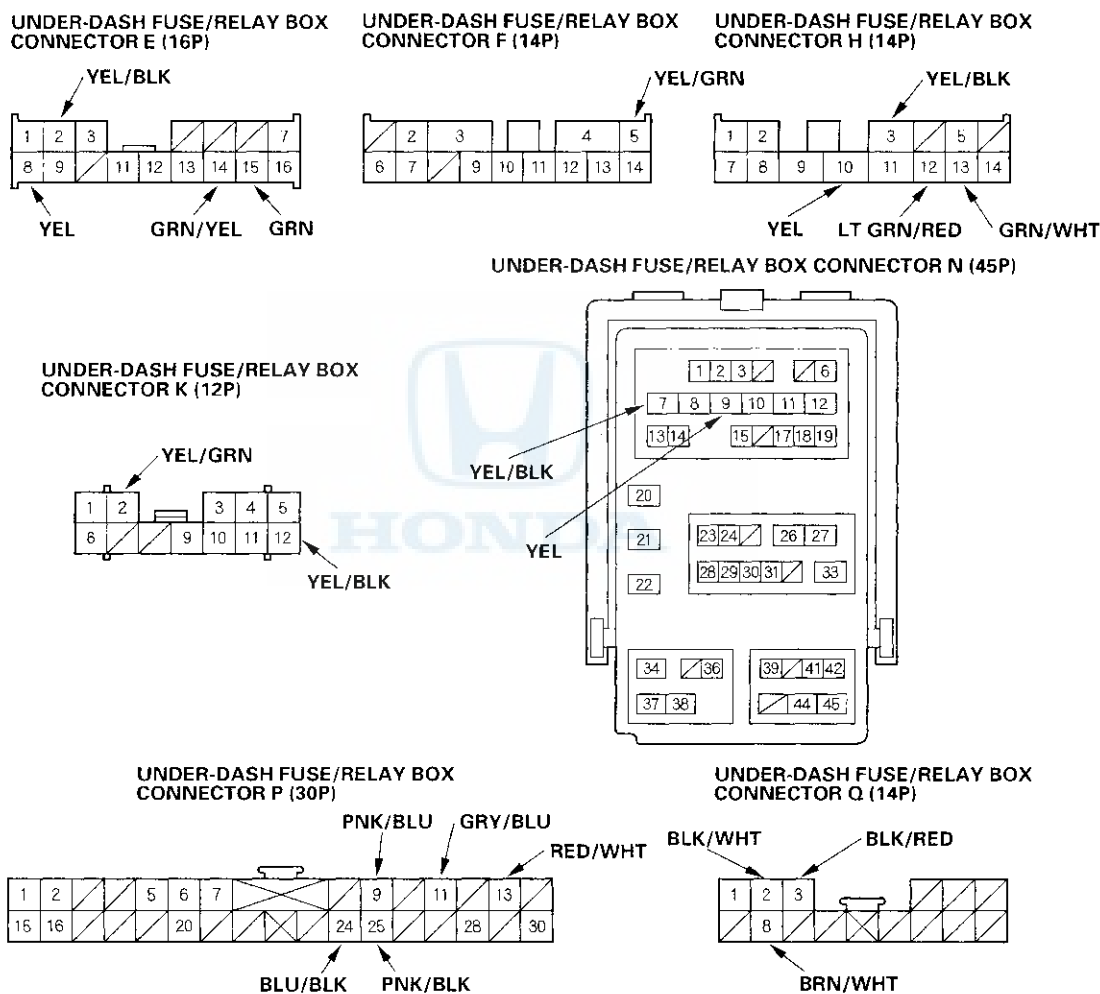 UNDER-DASH FUSE/RELAY BOX
CONNECTOR E (16P)
YEL/BLK
1 2 3 7
8 9 11 12 13 14 15 16
YEL GRN/YEL GRN
UNDER-DASH FUSE/RELAY BOX
CONNECTOR F (14P)
YEL/GRN
2 3 4 5
6 7 9 10 11 12 13 14
UNDER-DASH FUSE/RELAY BOX
CONNECTOR H (14P)
YEL/BLK
1 2 3 5
7 8 9 10 11 12 13 14
YEL LT GRN/RED GRN/WHT
UNDER-DASH FUSE/RELAY BOX CONNECTOR N (45P)
1 2 3 6
7 8 9 10 11 12
13 14 15 17 18 19
YEL/BLK
YEL
20
21 23 24 26 27
22 28 29 30 31 33
34 36 39 41 42
37 38 44 45
HONDA
UNDER-DASH FUSE/RELAY BOX
CONNECTOR K (12P)
YEL/GRN
1 2 3 4 5
6 9 10 11 12
YEL/BLK
UNDER-DASH FUSE/RELAY BOX
CONNECTOR P (30P)
PNK/BLU GRY/BLU
RED/WHT
1 2 5 6 7 9 11 13
15 16 20 24 25 28 30
BLU/BLK PNK/BLK
UNDER-DASH FUSE/RELAY BOX
CONNECTOR Q (14P)
BLK/WHT BLK/RED
1 2 3
8
BRN/WHT